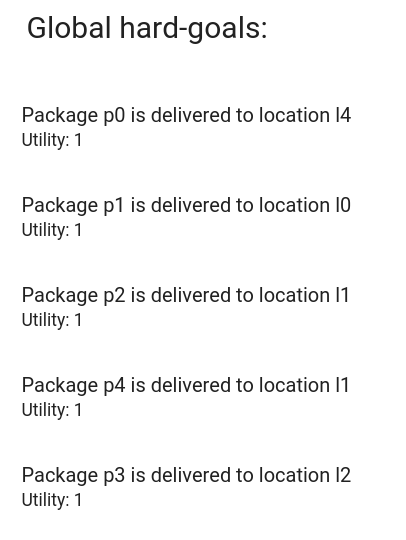 Global hard-goals:
Package p0 is delivered to location l4
Utility: 1
Package p1 is delivered to location l0
Utility: 1
Package p2 is delivered to location l1
Utility: 1
Package p4 is delivered to location l1
Utility: 1
Package p3 is delivered to location l2
Utility: 1